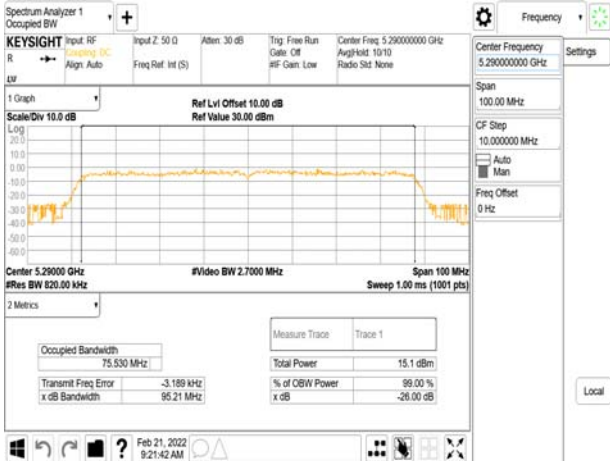 Spectrum Analyzer 1
Occupied BW
+
Frequency
KEYSIGHT
R
Input: RF
Coupling: DC
Align: Auto
Input Z: 50 Ω
Freq Ref: Int (S)
Atten: 30 dB
Trig: Free Run
Gate: Off
#IF Gain: Low
Center Freq: 5.290000000 GHz
Avg|Hold: 10/10
Radio Std: None
LW
1 Graph
Scale/Div 10.0 dB
Ref Lvl Offset 10.00 dB
Ref Value 30.00 dBm
Log
20.0
10.0
0.00
-10.0
-20.0
-30.0
-40.0
-50.0
-60.0
Center 5.29000 GHz
#Res BW 820.00 kHz
#Video BW 2.7000 MHz
Span 100 MHz
Sweep 1.00 ms (1001 pts)
2 Metrics
Measure Trace
Trace 1
Occupied Bandwidth
75.530 MHz
Total Power
15.1 dBm
Transmit Freq Error
-3.189 kHz
% of OBW Power
99.00 %
x dB Bandwidth
95.21 MHz
x dB
-26.00 dB
Center Frequency
5.290000000 GHz
Settings
Span
100.00 MHz
CF Step
10.000000 MHz
Auto
Man
Freq Offset
0 Hz
Local
?
Feb 21, 2022
9:21:42 AM